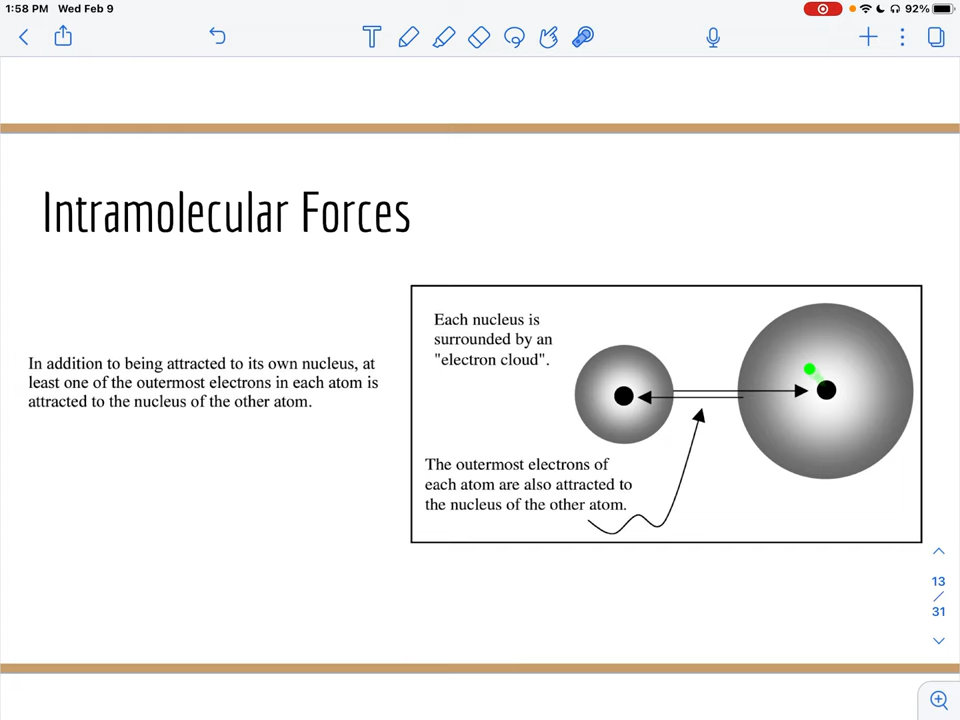 1:58 PM Wed Feb 9
92%
T
Intramolecular Forces
Each nucleus is
surrounded by an
"electron cloud".
In addition to being attracted to its own nucleus, at
least one of the outermost electrons in each atom is
attracted to the nucleus of the other atom.
The outermost electrons of
each atom are also attracted to
the nucleus of the other atom.
13
/
31